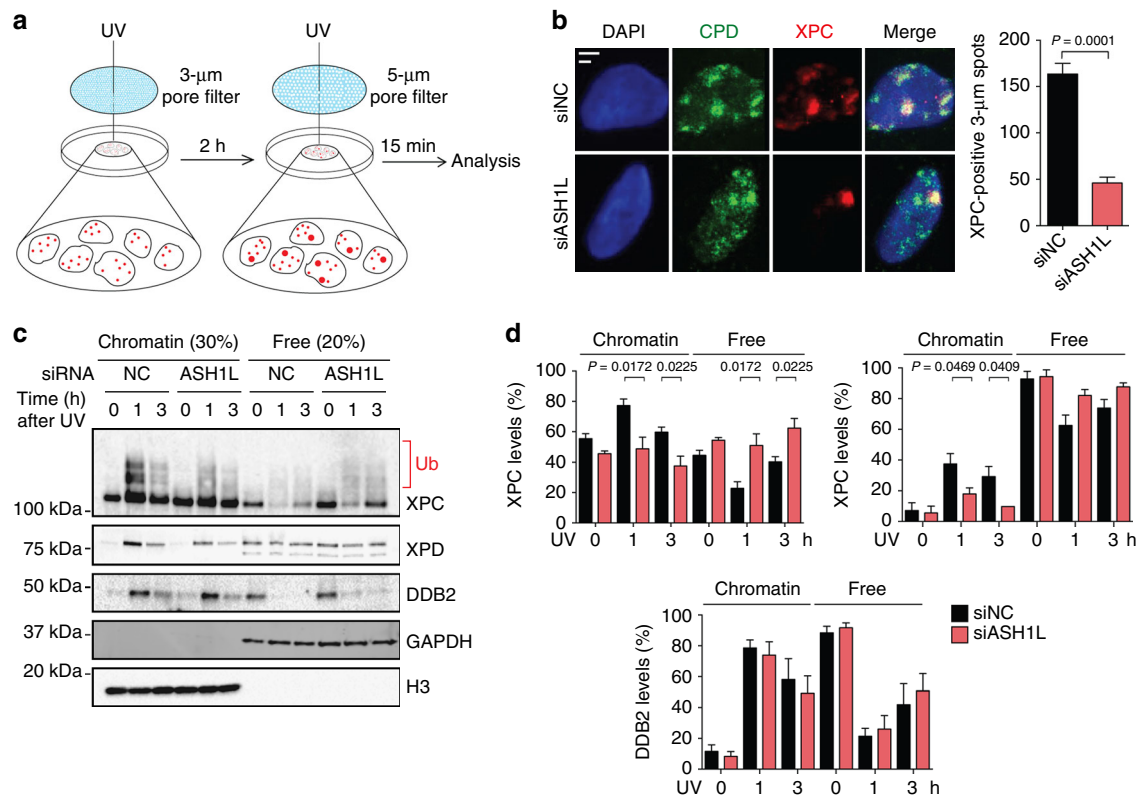 a
UV
UV
3-μm
pore filter
5-μm
pore filter
2 h
15 min
Analysis
b
DAPI
CPD
XPC
Merge
siNC
siASH1L
XPC-positive 3-μm spots
200
150
100
50
0
P = 0.0001
siNC
siASH1L
c
Chromatin (30%)
Free (20%)
siRNA
NC
ASH1L
NC
ASH1L
Time (h)
after UV
0 1 3 0 1 3 0 1 3 0 1 3
Ub
100 kDa
XPC
75 kDa
XPD
50 kDa
DDB2
37 kDa
GAPDH
20 kDa
H3
d
Chromatin
Free
P = 0.0172 0.0225 0.0172 0.0225
XPC levels (%)
100
80
60
40
20
0
UV 0 1 3 0 1 3 h
Chromatin
Free
P = 0.0469 0.0409
XPC levels (%)
100
80
60
40
20
0
UV 0 1 3 0 1 3 h
Chromatin
Free
DDB2 levels (%)
100
80
60
40
20
0
UV 0 1 3 0 1 3 h
siNC
siASH1L